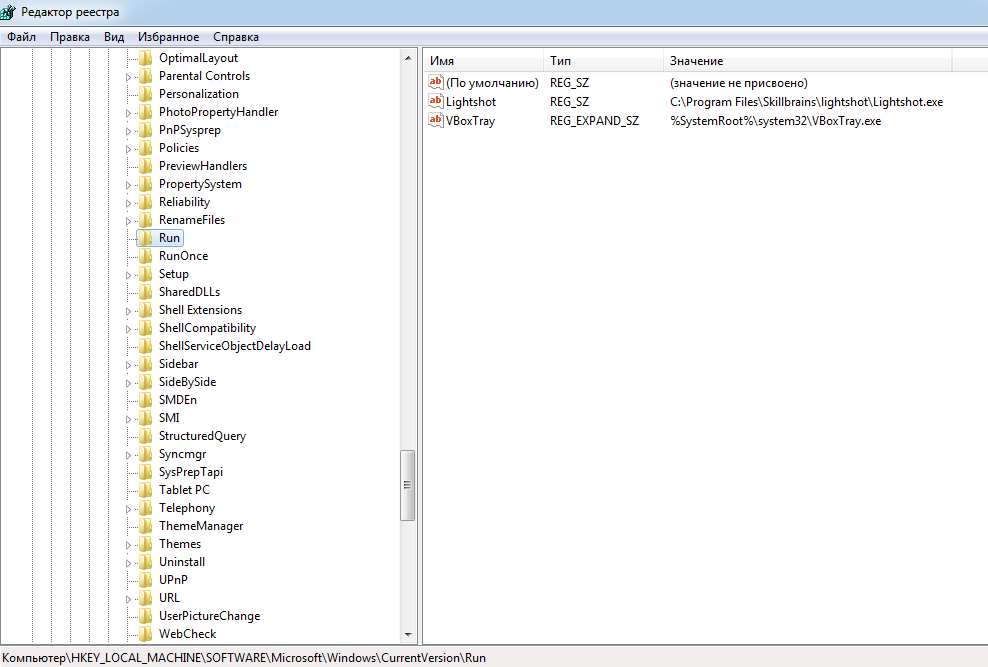 Редактор реестра
Файл Правка Вид Избранное Справка
OptimalLayout
Parental Controls
Personalization
PhotoPropertyHandler
PnPSysprep
Policies
PreviewHandlers
PropertySystem
Reliability
RenameFiles
Run
RunOnce
Setup
SharedDLLs
Shell Extensions
ShellCompatibility
ShellServiceObjectDelayLoad
Sidebar
SideBySide
SMDEn
SMI
StructuredQuery
Syncmgr
SysPrepTapi
Tablet PC
Telephony
ThemeManager
Themes
Uninstall
UPnP
URL
UserPictureChange
WebCheck
Имя Тип Значение
ab (По умолчанию) REG_SZ (значение не присвоено)
ab Lightshot REG_SZ C:\Program Files\Skillbrains\lightshot\Lightshot.exe
ab VBoxTray REG_EXPAND_SZ %SystemRoot%\system32\VBoxTray.exe
Компьютер\HKEY_LOCAL_MACHINE\SOFTWARE\Microsoft\Windows\CurrentVersion\Run